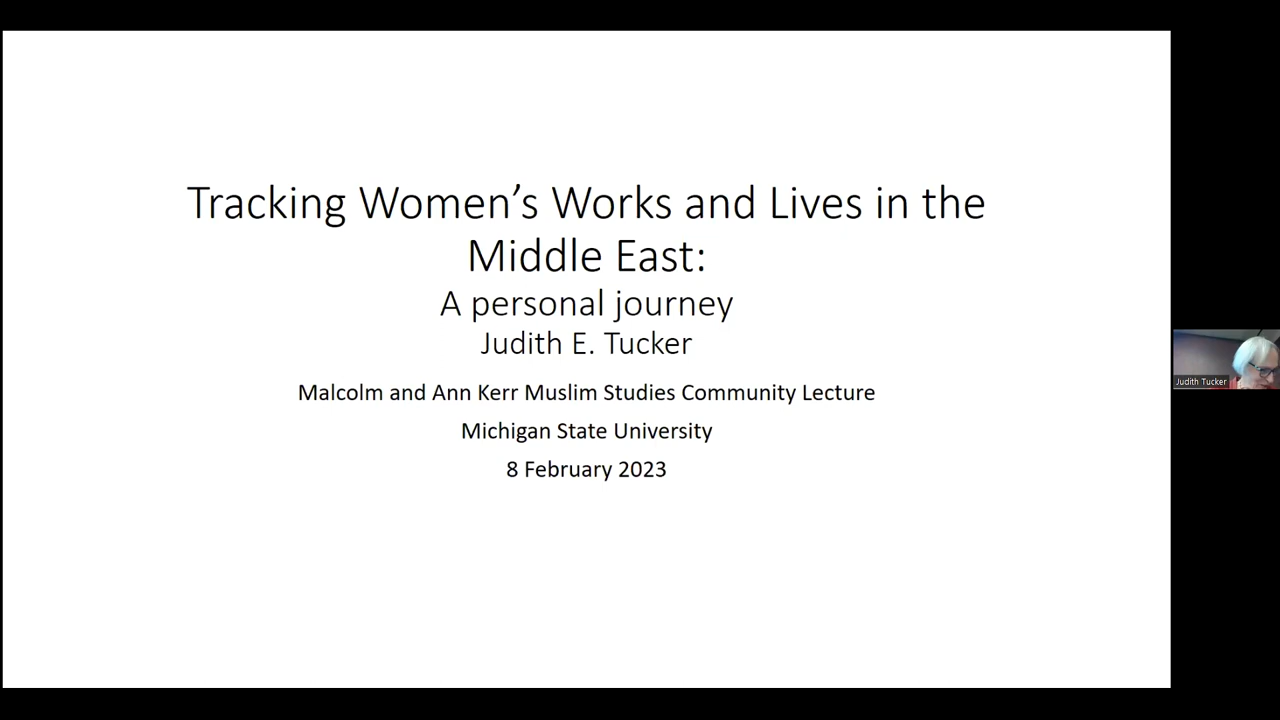 Tracking Women’s Works and Lives in the
Middle East:
A personal journey
Judith E. Tucker
Malcolm and Ann Kerr Muslim Studies Community Lecture
Michigan State University
8 February 2023
Judith Tucker